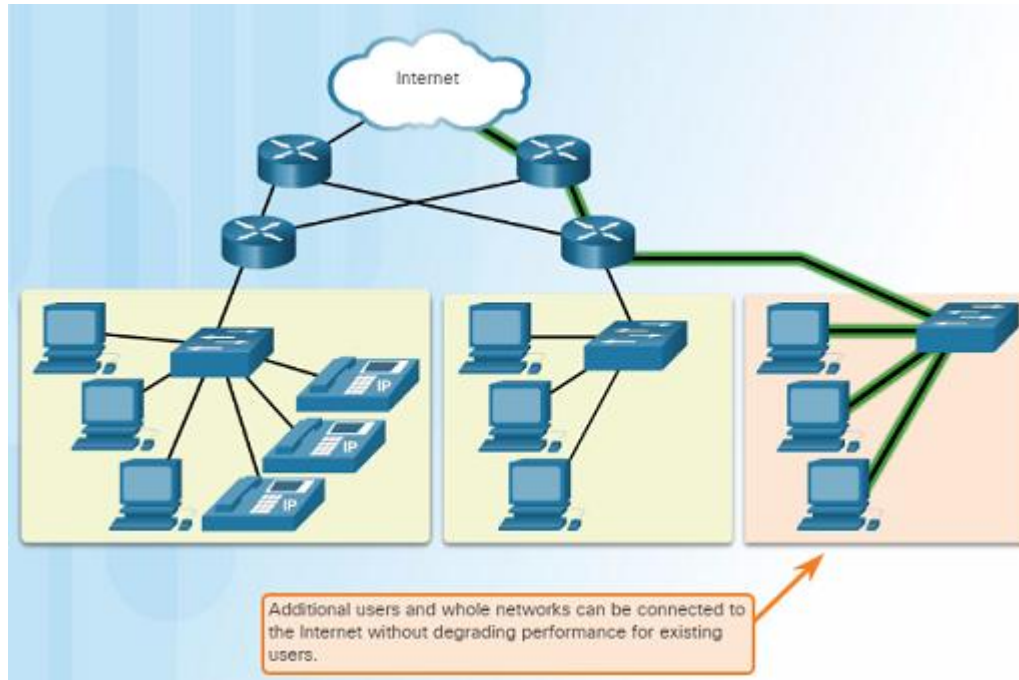 Internet
IP
IP
IP
Additional users and whole networks can be connected to
the Internet without degrading performance for existing
users.